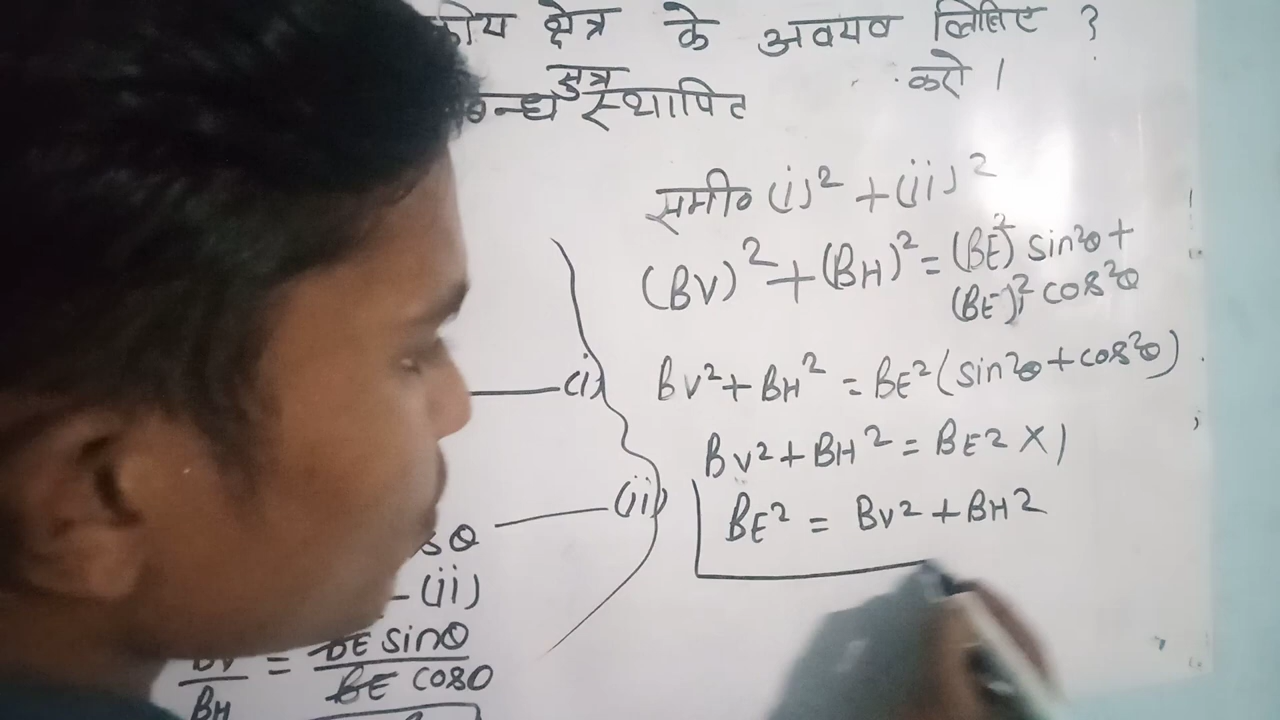 क्षेत्र के अवयव लिखिए ?
सुत्र करो ।
स्थापित
समी० (i)² + (ii)²
(BV)² + (BH)² = (BE)² sin²θ +
(BE)² cos²θ
(i)
BV² + BH² = BE² (sin²θ + cos²θ)
BV² + BH² = BE2 × 1
(ii)
BE² = BV² + BH²
θ
- (ii)
BV/BH = BE sinθ/BE cosθ